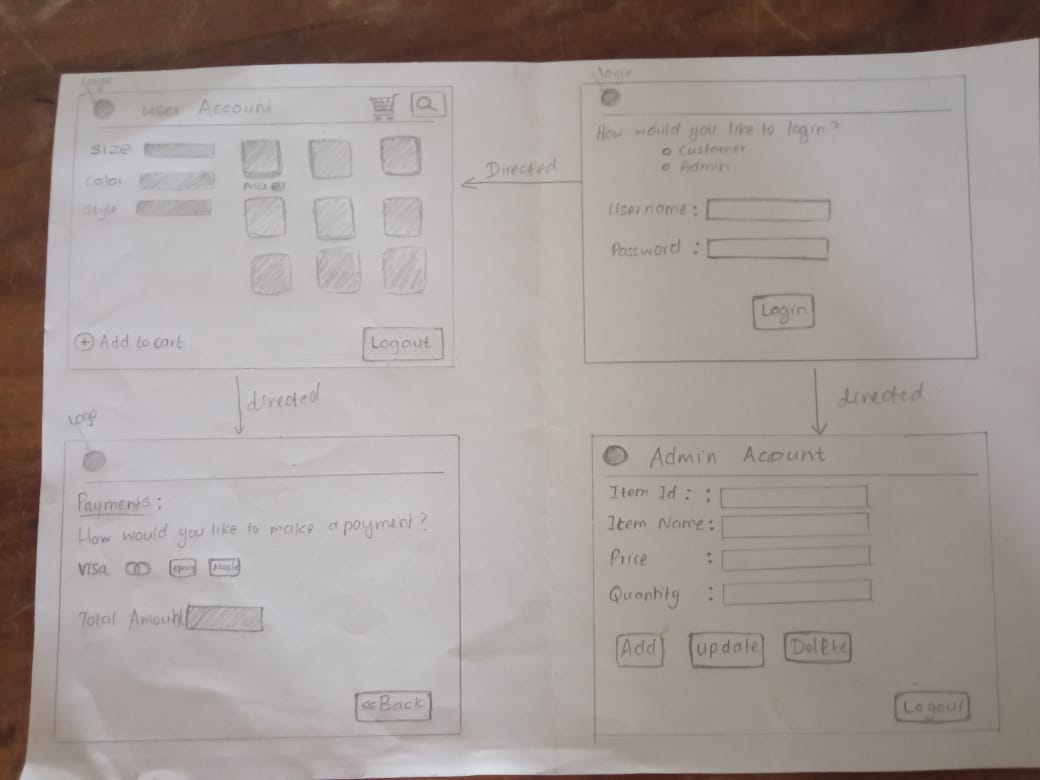 Logo
User Account
Size
Color
Style
Price
Add to cart
Logout
Directed
logo
How would you like to login?
Customer
Admin
Username :
Password :
Login
directed
Logo
Payments :
How would you like to make a payment?
VISA
Total Amount
<< Back
directed
Admin Account
Item Id : :
Item Name :
Price :
Quantity :
Add update Delete
Logout